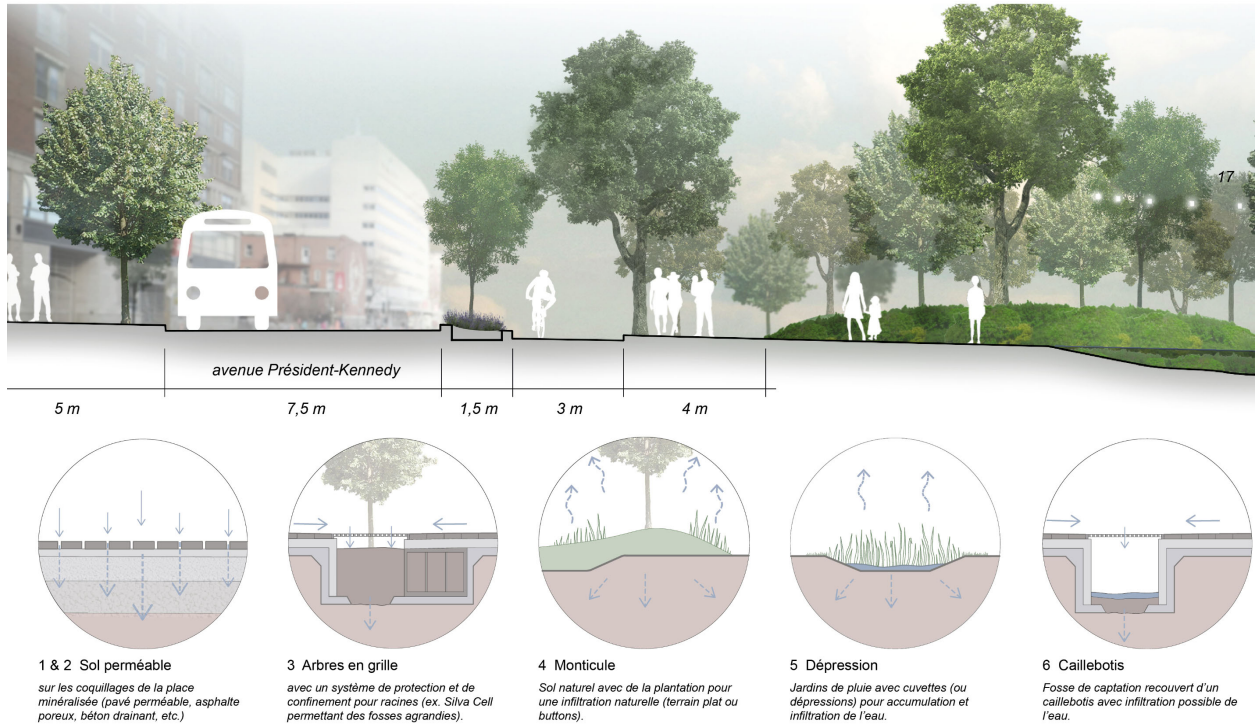 17
avenue Président-Kennedy
5 m
7,5 m
1,5 m
3 m
4 m
1 & 2 Sol perméable
sur les coquillages de la place
minéralisée (pavé perméable, asphalte
poreux, béton drainant, etc.)
3 Arbres en grille
avec un système de protection et de
confinement pour racines (ex. Silva Cell
permettant des fosses agrandies).
4 Monticule
Sol naturel avec de la plantation pour
une infiltration naturelle (terrain plat ou
buttons).
5 Dépression
Jardins de pluie avec cuvettes (ou
dépressions) pour accumulation et
infiltration de l'eau.
6 Caillebotis
Fosse de captation recouvert d'un
caillebotis avec infiltration possible de
l'eau.